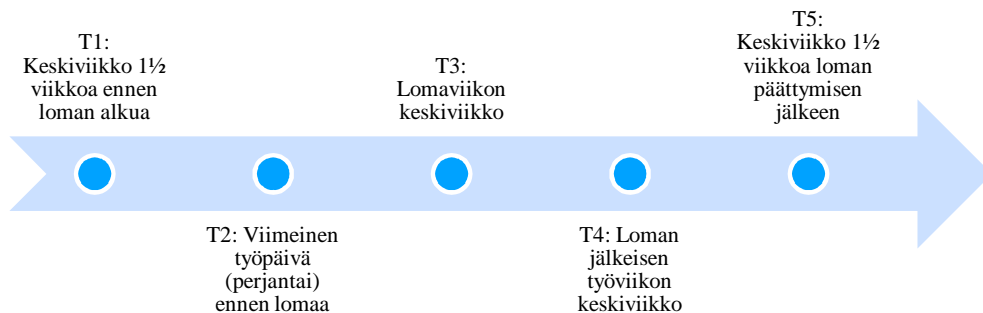 T1:
Keskiviikko 1½
viikkoa ennen
loman alkua
T2: Viimeinen
työpäivä
(perjantai)
ennen lomaa
T3:
Lomaviikon
keskiviikko
T4: Loman
jälkeisen
työviikon
keskiviikko
T5:
Keskiviikko 1½
viikkoa loman
päättymisen
jälkeen